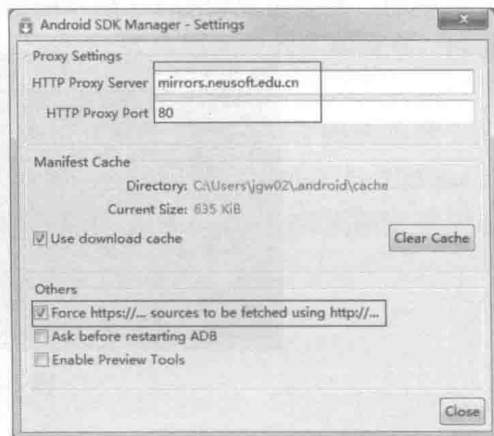 Android SDK Manager - Settings
Proxy Settings
HTTP Proxy Server mirrors.neusoft.edu.cn
HTTP Proxy Port 80
Manifest Cache
Directory: C:\Users\jgw02\.android\cache
Current Size: 635 KiB
Use download cache
Clear Cache
Others
Force https://... sources to be fetched using http://...
Ask before restarting ADB
Enable Preview Tools
Close